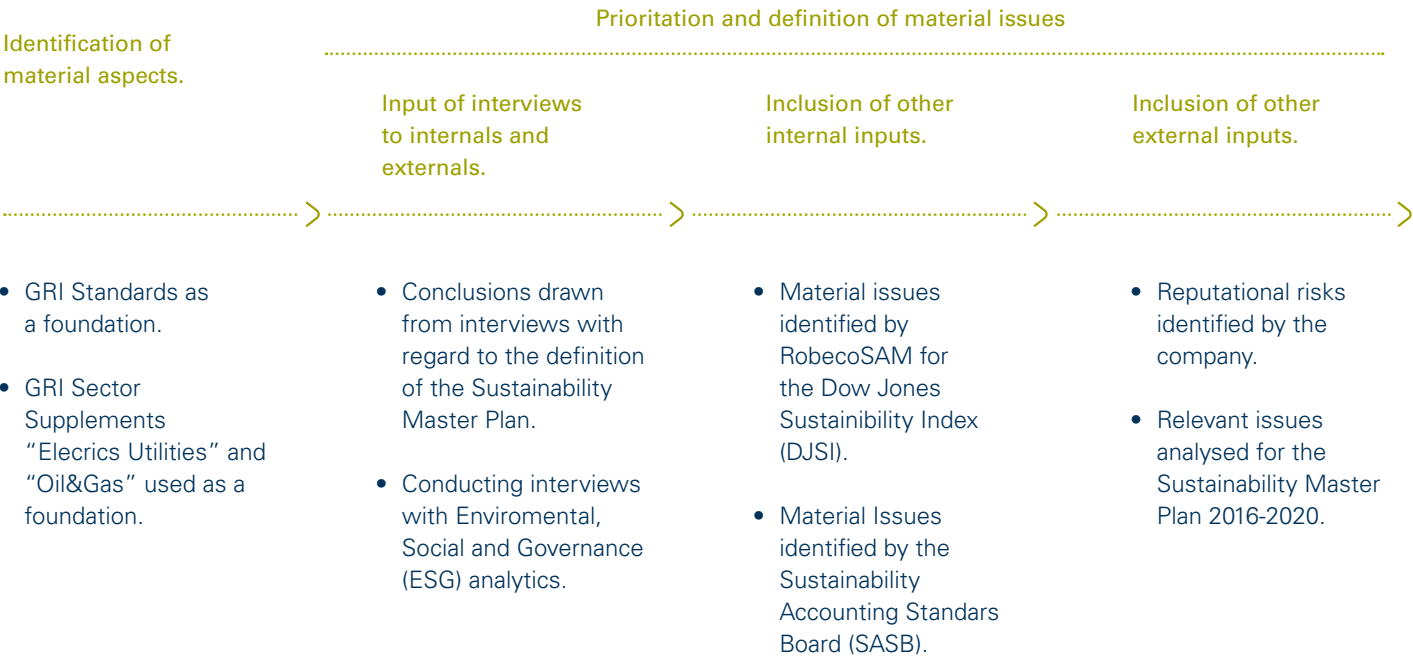 Prioritation and definition of material issues
Identification of
material aspects.
Input of interviews
to internals and
externals.
Inclusion of other
internal inputs.
Inclusion of other
external inputs.
• GRI Standards as
a foundation.
• GRI Sector
Supplements
“Elecrics Utilities” and
“Oil&Gas” used as a
foundation.
• Conclusions drawn
from interviews with
regard to the definition
of the Sustainability
Master Plan.
• Conducting interviews
with Enviromental,
Social and Governance
(ESG) analytics.
• Material issues
identified by
RobecoSAM for
the Dow Jones
Sustainibility Index
(DJSI).
• Material Issues
identified by the
Sustainability
Accounting Standars
Board (SASB).
• Reputational risks
identified by the
company.
• Relevant issues
analysed for the
Sustainability Master
Plan 2016-2020.